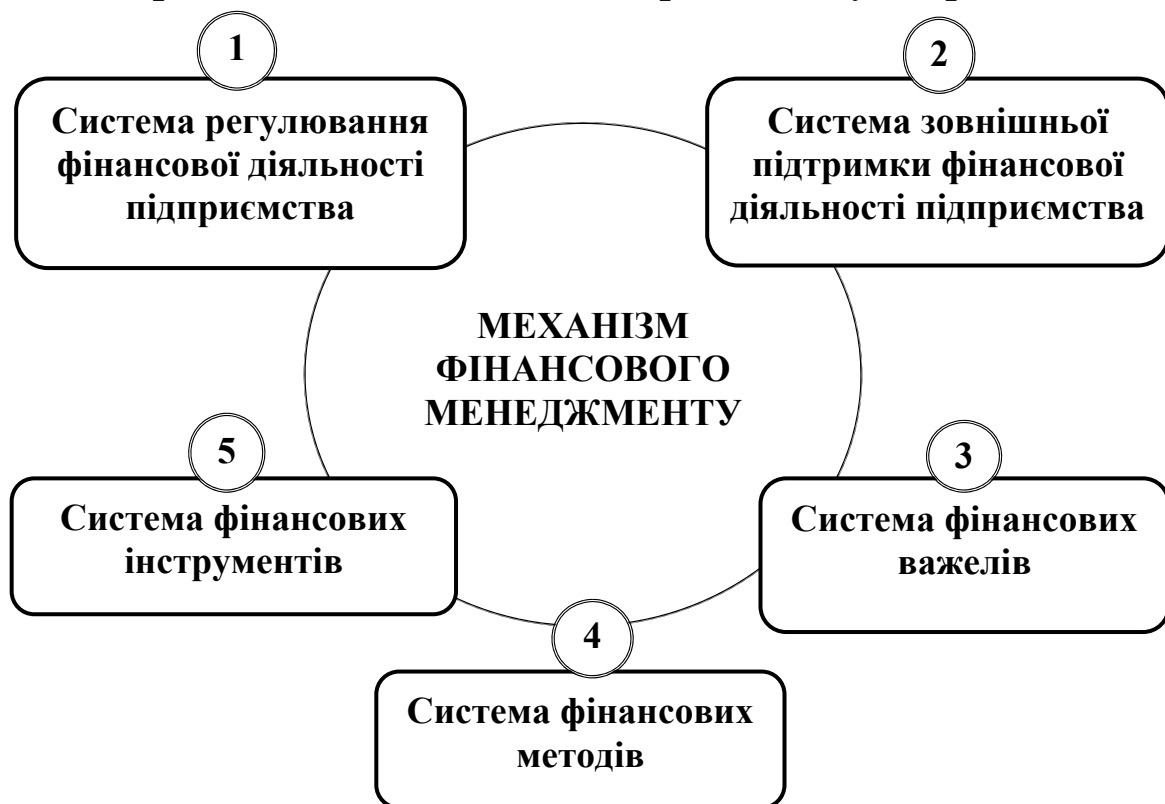 1
Система регулювання
фінансової діяльності
підприємства
2
Система зовнішньої
підтримки фінансової
діяльності підприємства
МЕХАНІЗМ
ФІНАНСОВОГО
МЕНЕДЖМЕНТУ
5
Система фінансових
інструментів
3
Система фінансових
важелів
4
Система фінансових
методів